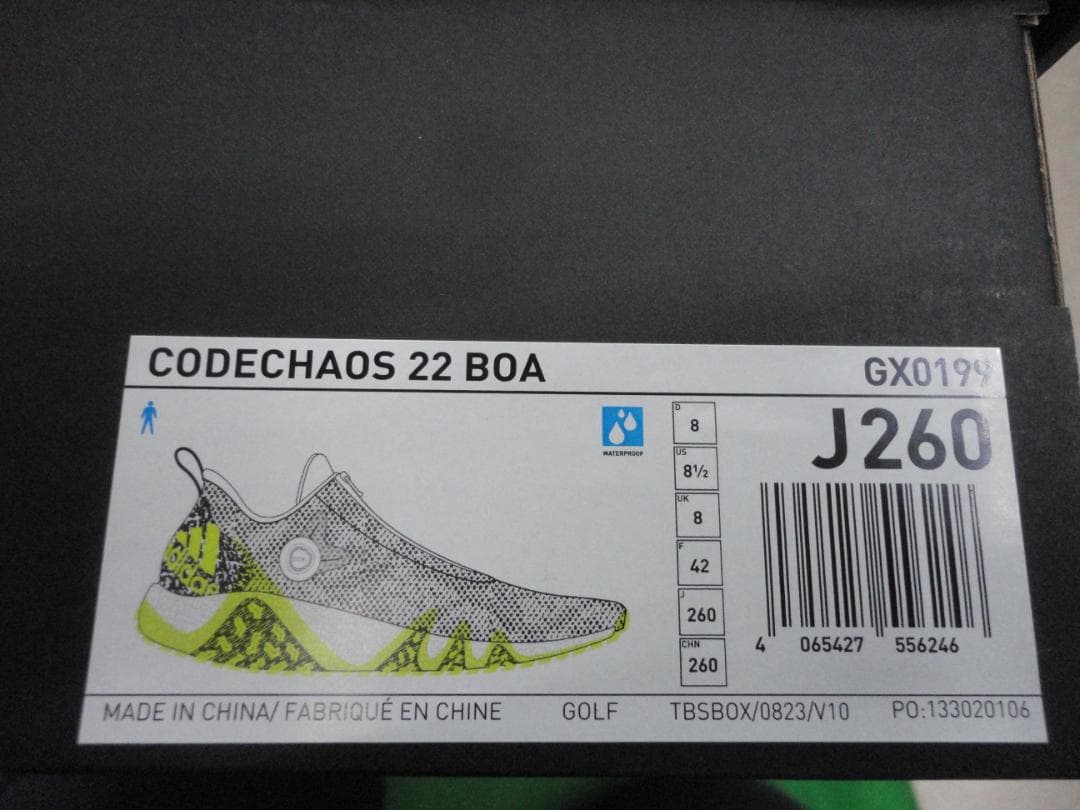 CODECHAOS 22 BOA
GX0199
J260
WATERPROOF
D
8
US
8½
UK
8
F
42
J
260
CHN
260
adidas
4 065427 556246
MADE IN CHINA/ FABRIQUÉ EN CHINE
GOLF
TBSBOX/0823/V10
PO:133020106